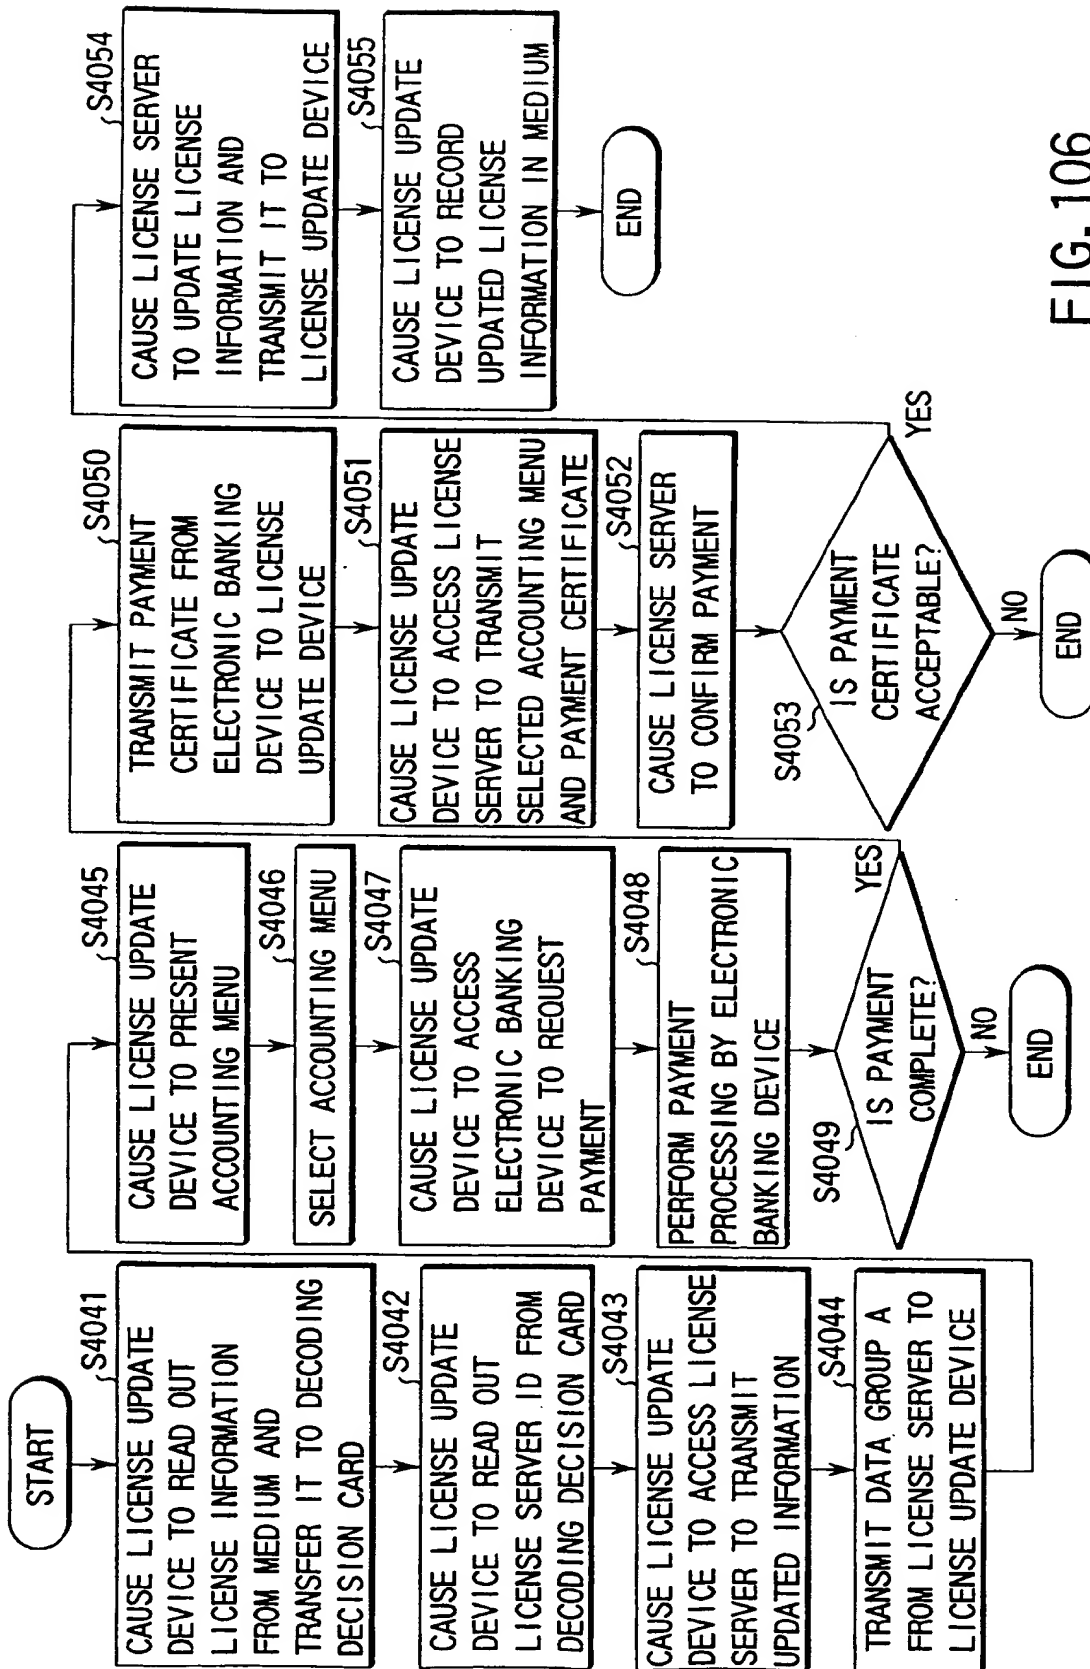 START
S4041
CAUSE LICENSE UPDATE
DEVICE TO READ OUT
LICENSE INFORMATION
FROM MEDIUM AND
TRANSFER IT TO DECODING
DECISION CARD
S4042
CAUSE LICENSE UPDATE
DEVICE TO READ OUT
LICENSE SERVER ID FROM
DECODING DECISION CARD
S4043
CAUSE LICENSE UPDATE
DEVICE TO ACCESS LICENSE
SERVER TO TRANSMIT
UPDATED INFORMATION
S4044
TRANSMIT DATA GROUP A
FROM LICENSE SERVER TO
LICENSE UPDATE DEVICE
S4045
CAUSE LICENSE UPDATE
DEVICE TO PRESENT
ACCOUNTING MENU
S4046
SELECT ACCOUNTING MENU
S4047
CAUSE LICENSE UPDATE
DEVICE TO ACCESS
ELECTRONIC BANKING
DEVICE TO REQUEST
PAYMENT
S4048
PERFORM PAYMENT
PROCESSING BY ELECTRONIC
BANKING DEVICE
S4049
IS PAYMENT
COMPLETE?
YES
NO
END
S4050
TRANSMIT PAYMENT
CERTIFICATE FROM
ELECTRONIC BANKING
DEVICE TO LICENSE
UPDATE DEVICE
S4051
CAUSE LICENSE UPDATE
DEVICE TO ACCESS LICENSE
SERVER TO TRANSMIT
SELECTED ACCOUNTING MENU
AND PAYMENT CERTIFICATE
S4052
CAUSE LICENSE SERVER
TO CONFIRM PAYMENT
S4053
IS PAYMENT
CERTIFICATE
ACCEPTABLE?
YES
NO
END
S4054
CAUSE LICENSE SERVER
TO UPDATE LICENSE
INFORMATION AND
TRANSMIT IT TO
LICENSE UPDATE DEVICE
S4055
CAUSE LICENSE UPDATE
DEVICE TO RECORD
UPDATED LICENSE
INFORMATION IN MEDIUM
END
FIG. 106